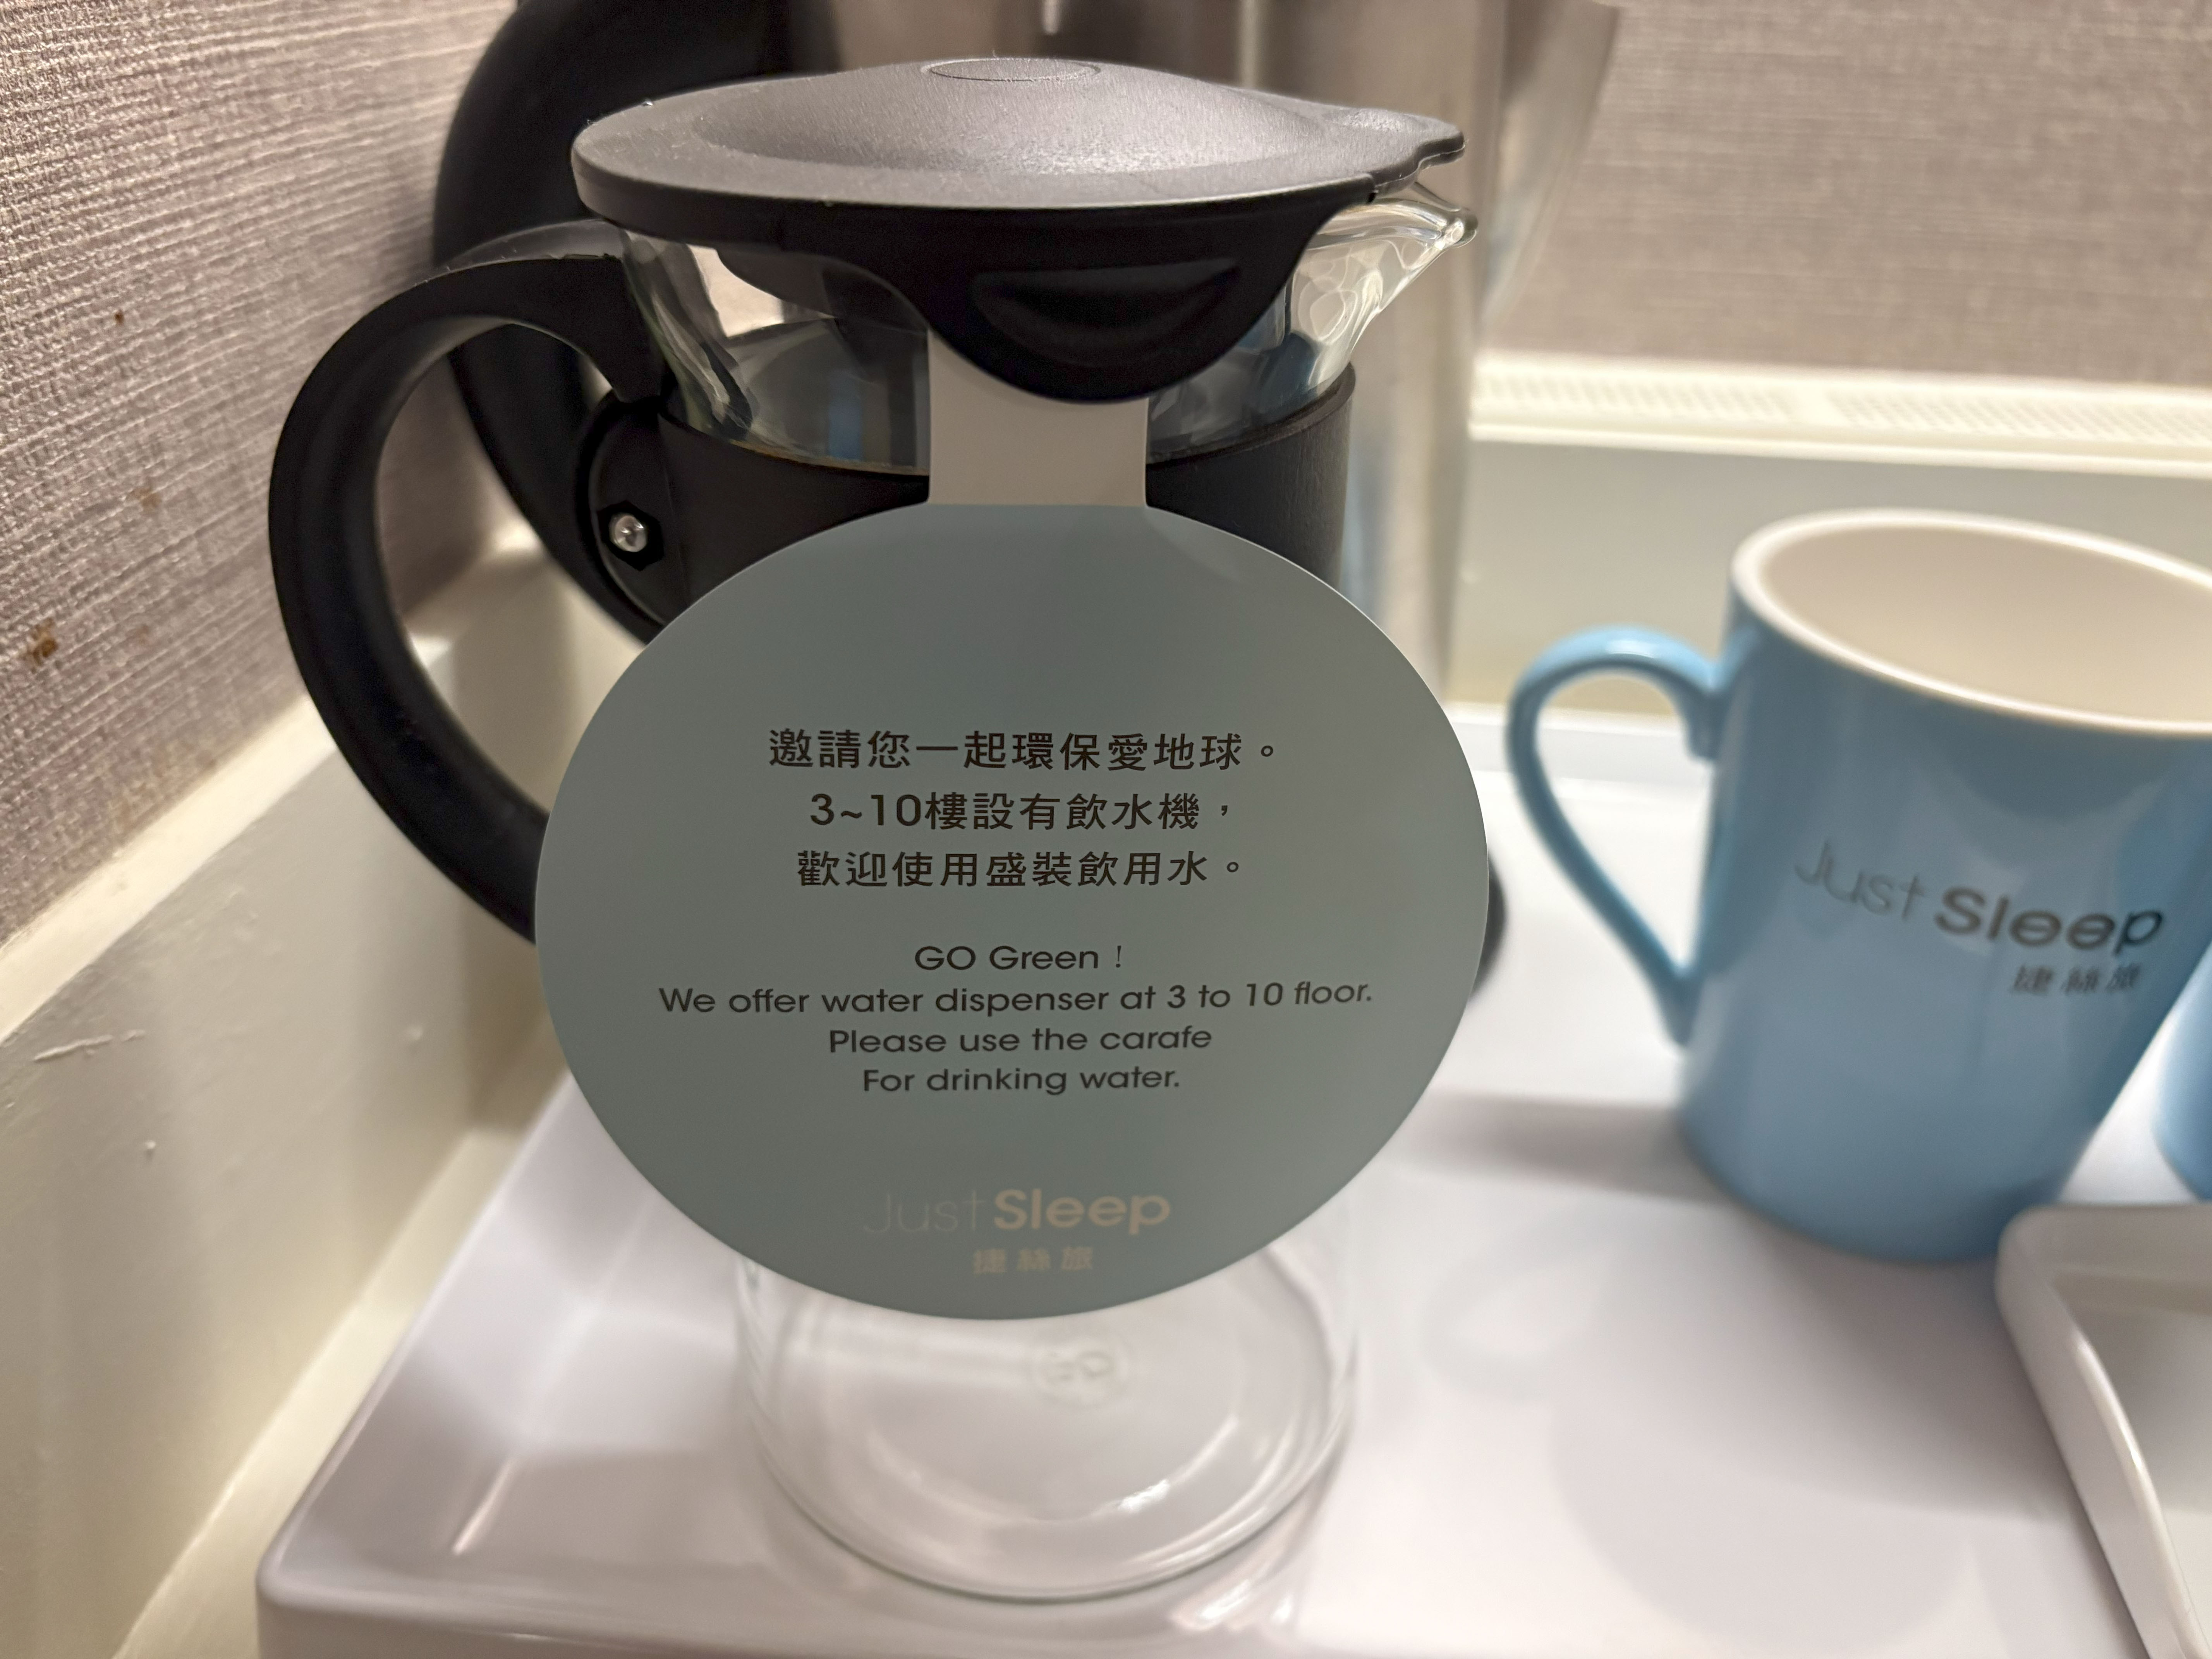 邀請您一起環保愛地球。
3~10樓設有飲水機，
歡迎使用盛裝飲用水。
GO Green !
We offer water dispenser at 3 to 10 floor.
Please use the carafe
For drinking water.
Just Sleep
捷絲旅
Just Sleep
捷絲旅